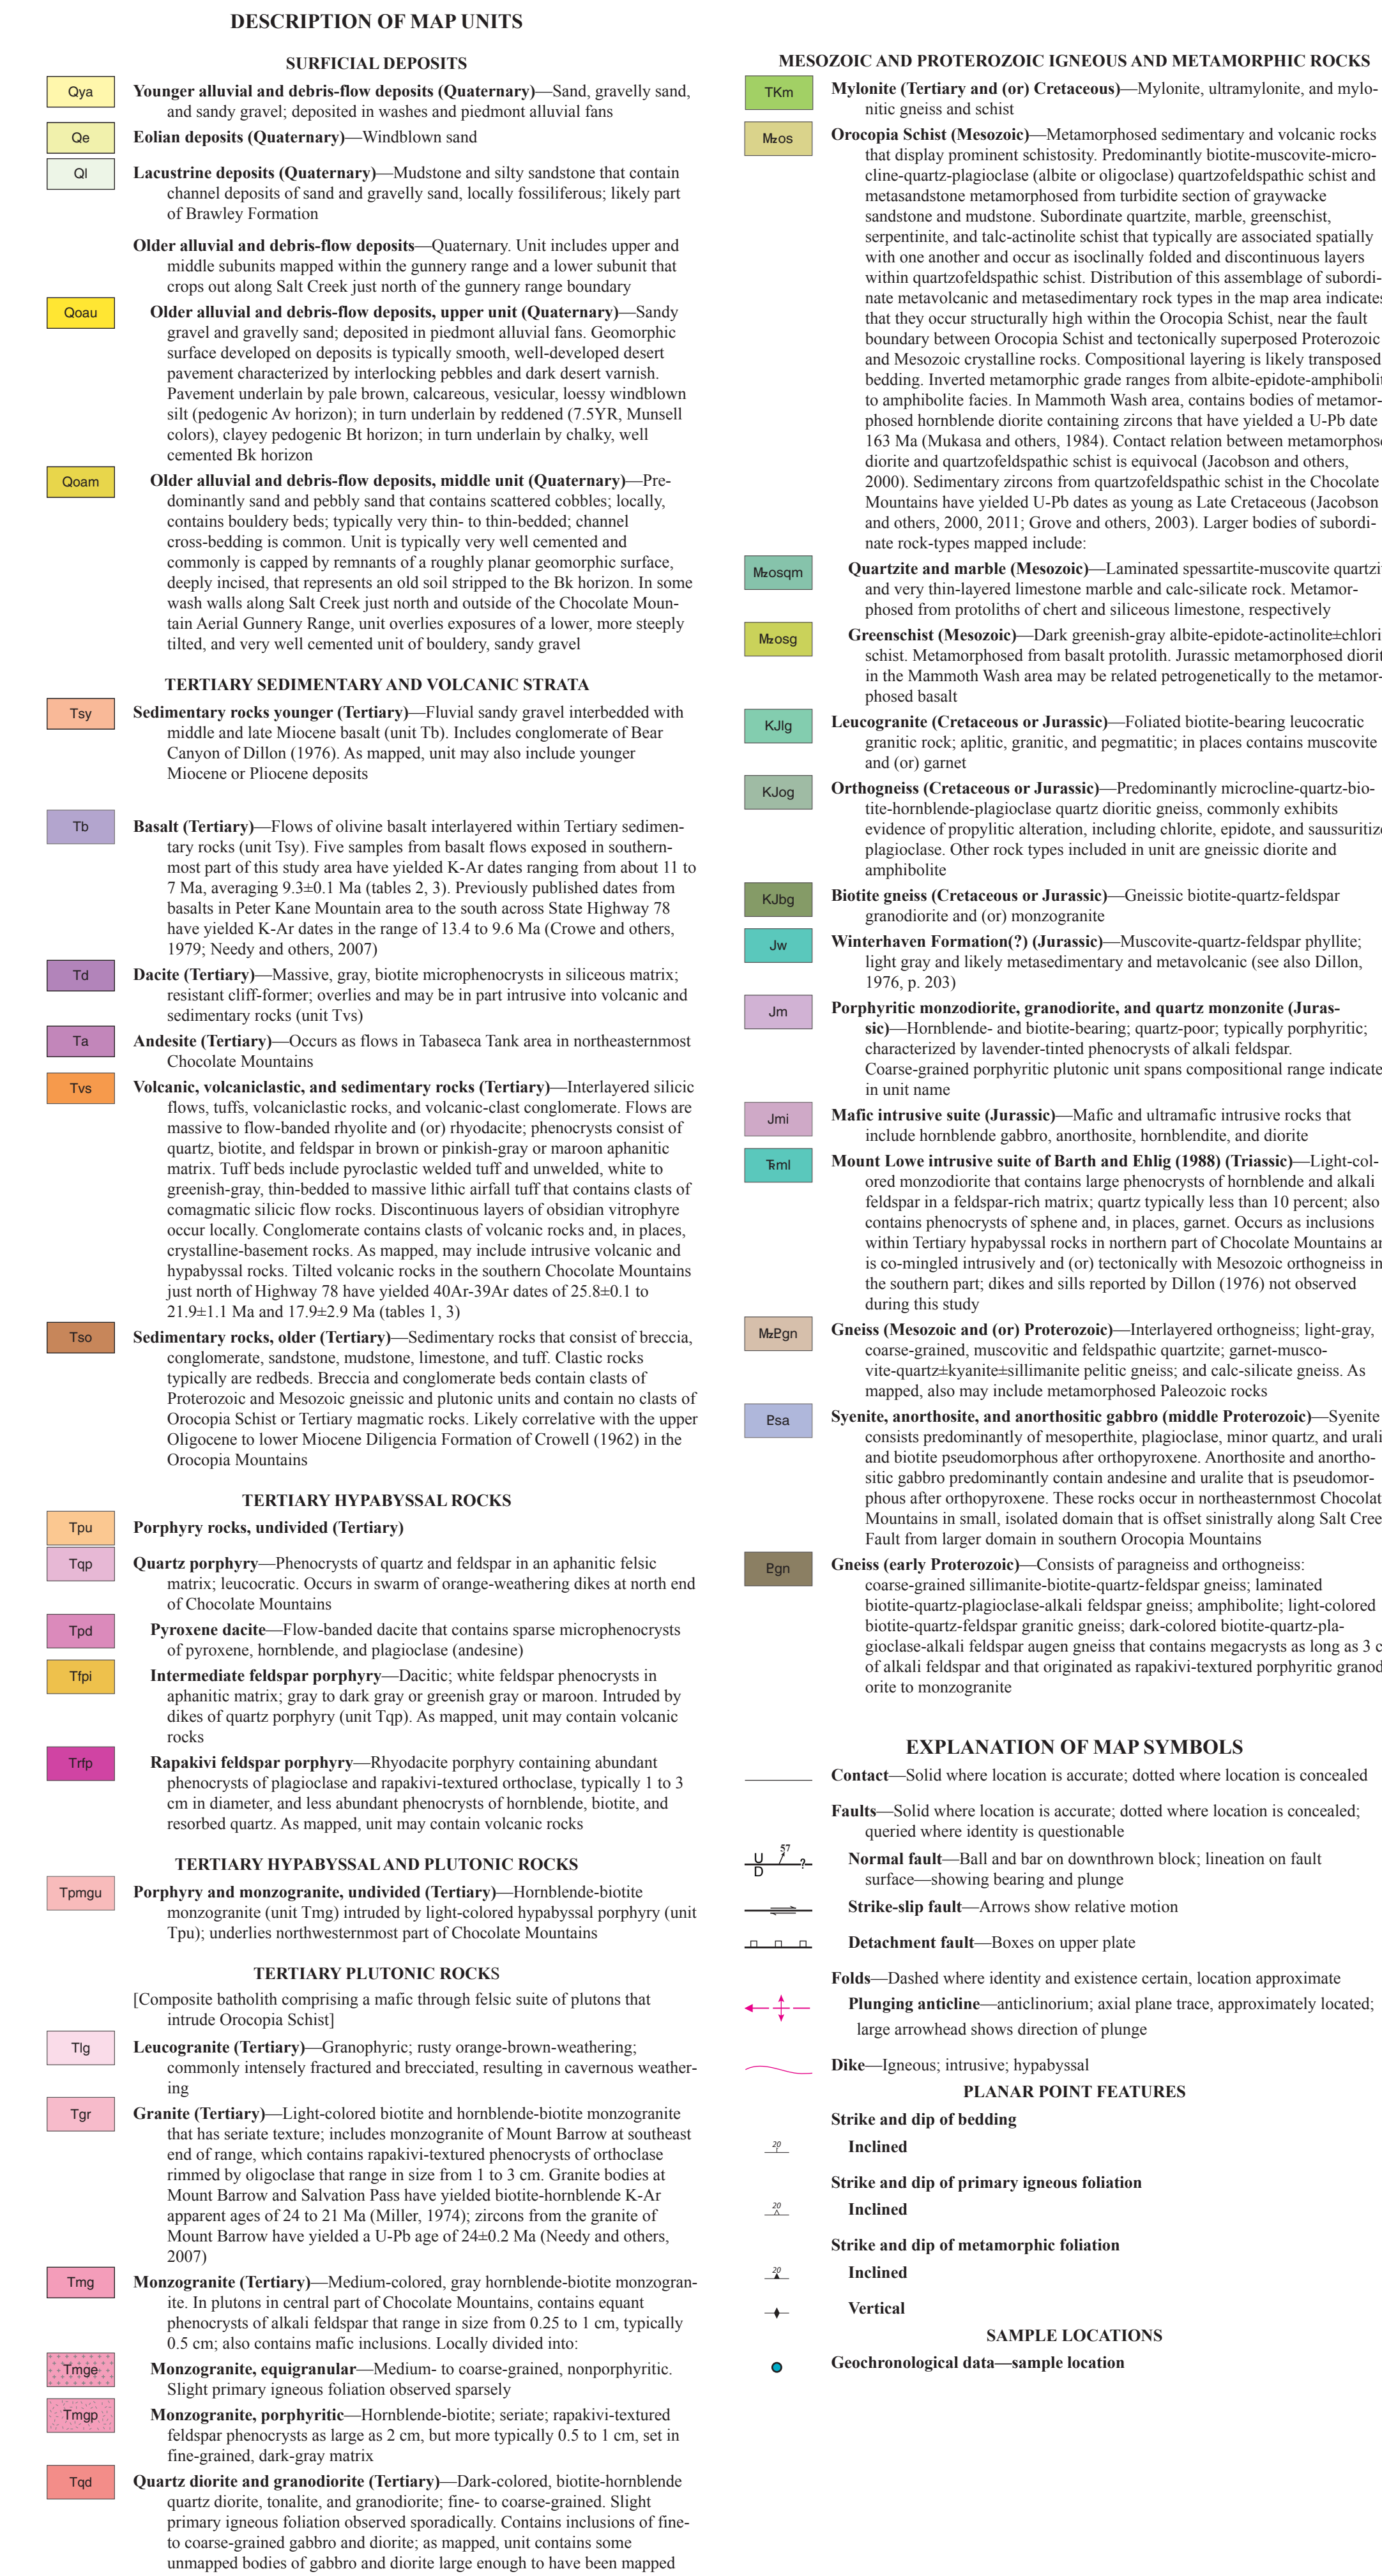 DESCRIPTION OF MAP UNITS
SURFICIAL DEPOSITS
Qya
Younger alluvial and debris-flow deposits (Quaternary)—Sand, gravelly sand,
and sandy gravel; deposited in washes and piedmont alluvial fans
Qe
Eolian deposits (Quaternary)—Windblown sand
Ql
Lacustrine deposits (Quaternary)—Mudstone and silty sandstone that contain
channel deposits of sand and gravelly sand, locally fossiliferous; likely part
of Brawley Formation
Older alluvial and debris-flow deposits—Quaternary. Unit includes upper and
middle subunits mapped within the gunnery range and a lower subunit that
crops out along Salt Creek just north of the gunnery range boundary
Qoau
Older alluvial and debris-flow deposits, upper unit (Quaternary)—Sandy
gravel and gravelly sand; deposited in piedmont alluvial fans. Geomorphic
surface developed on deposits is typically smooth, well-developed desert
pavement characterized by interlocking pebbles and dark desert varnish.
Pavement underlain by pale brown, calcareous, vesicular, loessy windblown
silt (pedogenic Av horizon); in turn underlain by reddened (7.5YR, Munsell
colors), clayey pedogenic Bt horizon; in turn underlain by chalky, well
cemented Bk horizon
Qoam
Older alluvial and debris-flow deposits, middle unit (Quaternary)—Pre-
dominantly sand and pebbly sand that contains scattered cobbles; locally,
contains bouldery beds; typically very thin- to thin-bedded; channel
cross-bedding is common. Unit is typically very well cemented and
commonly is capped by remnants of a roughly planar geomorphic surface,
deeply incised, that represents an old soil stripped to the Bk horizon. In some
wash walls along Salt Creek just north and outside of the Chocolate Moun-
tain Aerial Gunnery Range, unit overlies exposures of a lower, more steeply
tilted, and very well cemented unit of bouldery, sandy gravel
TERTIARY SEDIMENTARY AND VOLCANIC STRATA
Tsy
Sedimentary rocks younger (Tertiary)—Fluvial sandy gravel interbedded with
middle and late Miocene basalt (unit Tb). Includes conglomerate of Bear
Canyon of Dillon (1976). As mapped, unit may also include younger
Miocene or Pliocene deposits
Tb
Basalt (Tertiary)—Flows of olivine basalt interlayered within Tertiary sedimen-
tary rocks (unit Tsy). Five samples from basalt flows exposed in southern-
most part of this study area have yielded K-Ar dates ranging from about 11 to
7 Ma, averaging 9.3±0.1 Ma (tables 2, 3). Previously published dates from
basalts in Peter Kane Mountain area to the south across State Highway 78
have yielded K-Ar dates in the range of 13.4 to 9.6 Ma (Crowe and others,
1979; Needy and others, 2007)
Td
Dacite (Tertiary)—Massive, gray, biotite microphenocrysts in siliceous matrix;
resistant cliff-former; overlies and may be in part intrusive into volcanic and
sedimentary rocks (unit Tvs)
Ta
Andesite (Tertiary)—Occurs as flows in Tabaseca Tank area in northeasternmost
Chocolate Mountains
Tvs
Volcanic, volcaniclastic, and sedimentary rocks (Tertiary)—Interlayered silicic
flows, tuffs, volcaniclastic rocks, and volcanic-clast conglomerate. Flows are
massive to flow-banded rhyolite and (or) rhyodacite; phenocrysts consist of
quartz, biotite, and feldspar in brown or pinkish-gray or maroon aphanitic
matrix. Tuff beds include pyroclastic welded tuff and unwelded, white to
greenish-gray, thin-bedded to massive lithic airfall tuff that contains clasts of
comagmatic silicic flow rocks. Discontinuous layers of obsidian vitrophyre
occur locally. Conglomerate contains clasts of volcanic rocks and, in places,
crystalline-basement rocks. As mapped, may include intrusive volcanic and
hypabyssal rocks. Tilted volcanic rocks in the southern Chocolate Mountains
just north of Highway 78 have yielded 40Ar-39Ar dates of 25.8±0.1 to
21.9±1.1 Ma and 17.9±2.9 Ma (tables 1, 3)
Tso
Sedimentary rocks, older (Tertiary)—Sedimentary rocks that consist of breccia,
conglomerate, sandstone, mudstone, limestone, and tuff. Clastic rocks
typically are redbeds. Breccia and conglomerate beds contain clasts of
Proterozoic and Mesozoic gneissic and plutonic units and contain no clasts of
Orocopia Schist or Tertiary magmatic rocks. Likely correlative with the upper
Oligocene to lower Miocene Diligencia Formation of Crowell (1962) in the
Orocopia Mountains
TERTIARY HYPABYSSAL ROCKS
Tpu
Porphyry rocks, undivided (Tertiary)
Tqp
Quartz porphyry—Phenocrysts of quartz and feldspar in an aphanitic felsic
matrix; leucocratic. Occurs in swarm of orange-weathering dikes at north end
of Chocolate Mountains
Tpd
Pyroxene dacite—Flow-banded dacite that contains sparse microphenocrysts
of pyroxene, hornblende, and plagioclase (andesine)
Tfpi
Intermediate feldspar porphyry—Dacitic; white feldspar phenocrysts in
aphanitic matrix; gray to dark gray or greenish gray or maroon. Intruded by
dikes of quartz porphyry (unit Tqp). As mapped, unit may contain volcanic
rocks
Trfp
Rapakivi feldspar porphyry—Rhyodacite porphyry containing abundant
phenocrysts of plagioclase and rapakivi-textured orthoclase, typically 1 to 3
cm in diameter, and less abundant phenocrysts of hornblende, biotite, and
resorbed quartz. As mapped, unit may contain volcanic rocks
TERTIARY HYPABYSSAL AND PLUTONIC ROCKS
Tpmgu
Porphyry and monzogranite, undivided (Tertiary)—Hornblende-biotite
monzogranite (unit Tmg) intruded by light-colored hypabyssal porphyry (unit
Tpu); underlies northwesternmost part of Chocolate Mountains
TERTIARY PLUTONIC ROCKS
[Composite batholith comprising a mafic through felsic suite of plutons that
intrude Orocopia Schist]
Tlg
Leucogranite (Tertiary)—Granophyric; rusty orange-brown-weathering;
commonly intensely fractured and brecciated, resulting in cavernous weather-
ing
Tgr
Granite (Tertiary)—Light-colored biotite and hornblende-biotite monzogranite
that has seriate texture; includes monzogranite of Mount Barrow at southeast
end of range, which contains rapakivi-textured phenocrysts of orthoclase
rimmed by oligoclase that range in size from 1 to 3 cm. Granite bodies at
Mount Barrow and Salvation Pass have yielded biotite-hornblende K-Ar
apparent ages of 24 to 21 Ma (Miller, 1974); zircons from the granite of
Mount Barrow have yielded a U-Pb age of 24±0.2 Ma (Needy and others,
2007)
Tmg
Monzogranite (Tertiary)—Medium-colored, gray hornblende-biotite monzogran-
ite. In plutons in central part of Chocolate Mountains, contains equant
phenocrysts of alkali feldspar that range in size from 0.25 to 1 cm, typically
0.5 cm; also contains mafic inclusions. Locally divided into:
Tmge
Monzogranite, equigranular—Medium- to coarse-grained, nonporphyritic.
Slight primary igneous foliation observed sparsely
Tmgp
Monzogranite, porphyritic—Hornblende-biotite; seriate; rapakivi-textured
feldspar phenocrysts as large as 2 cm, but more typically 0.5 to 1 cm, set in
fine-grained, dark-gray matrix
Tqd
Quartz diorite and granodiorite (Tertiary)—Dark-colored, biotite-hornblende
quartz diorite, tonalite, and granodiorite; fine- to coarse-grained. Slight
primary igneous foliation observed sporadically. Contains inclusions of fine-
to coarse-grained gabbro and diorite; as mapped, unit contains some
unmapped bodies of gabbro and diorite large enough to have been mapped
MESOZOIC AND PROTEROZOIC IGNEOUS AND METAMORPHIC ROCKS
TKm
Mylonite (Tertiary and (or) Cretaceous)—Mylonite, ultramylonite, and mylo-
nitic gneiss and schist
Mzos
Orocopia Schist (Mesozoic)—Metamorphosed sedimentary and volcanic rocks
that display prominent schistosity. Predominantly biotite-muscovite-micro-
cline-quartz-plagioclase (albite or oligoclase) quartzofeldspathic schist and
metasandstone metamorphosed from turbidite section of graywacke
sandstone and mudstone. Subordinate quartzite, marble, greenschist,
serpentinite, and talc-actinolite schist that typically are associated spatially
with one another and occur as isoclinally folded and discontinuous layers
within quartzofeldspathic schist. Distribution of this assemblage of subordi-
nate metavolcanic and metasedimentary rock types in the map area indicates
that they occur structurally high within the Orocopia Schist, near the fault
boundary between Orocopia Schist and tectonically superposed Proterozoic
and Mesozoic crystalline rocks. Compositional layering is likely transposed
bedding. Inverted metamorphic grade ranges from albite-epidote-amphibolit
to amphibolite facies. In Mammoth Wash area, contains bodies of metamor-
phosed hornblende diorite containing zircons that have yielded a U-Pb date
163 Ma (Mukasa and others, 1984). Contact relation between metamorphose
diorite and quartzofeldspathic schist is equivocal (Jacobson and others,
2000). Sedimentary zircons from quartzofeldspathic schist in the Chocolate
Mountains have yielded U-Pb dates as young as Late Cretaceous (Jacobson
and others, 2000, 2011; Grove and others, 2003). Larger bodies of subordi-
nate rock-types mapped include:
Mzosqm
Quartzite and marble (Mesozoic)—Laminated spessartite-muscovite quartzi
and very thin-layered limestone marble and calc-silicate rock. Metamor-
phosed from protoliths of chert and siliceous limestone, respectively
Mzosg
Greenschist (Mesozoic)—Dark greenish-gray albite-epidote-actinolite±chlori
schist. Metamorphosed from basalt protolith. Jurassic metamorphosed diorit
in the Mammoth Wash area may be related petrogenetically to the metamor-
phosed basalt
KJlg
Leucogranite (Cretaceous or Jurassic)—Foliated biotite-bearing leucocratic
granitic rock; aplitic, granitic, and pegmatitic; in places contains muscovite
and (or) garnet
KJog
Orthogneiss (Cretaceous or Jurassic)—Predominantly microcline-quartz-bio-
tite-hornblende-plagioclase quartz dioritic gneiss, commonly exhibits
evidence of propylitic alteration, including chlorite, epidote, and saussuritize
plagioclase. Other rock types included in unit are gneissic diorite and
amphibolite
KJbg
Biotite gneiss (Cretaceous or Jurassic)—Gneissic biotite-quartz-feldspar
granodiorite and (or) monzogranite
Jw
Winterhaven Formation(?) (Jurassic)—Muscovite-quartz-feldspar phyllite;
light gray and likely metasedimentary and metavolcanic (see also Dillon,
1976, p. 203)
Jm
Porphyritic monzodiorite, granodiorite, and quartz monzonite (Juras-
sic)—Hornblende- and biotite-bearing; quartz-poor; typically porphyritic;
characterized by lavender-tinted phenocrysts of alkali feldspar.
Coarse-grained porphyritic plutonic unit spans compositional range indicate
in unit name
Jmi
Mafic intrusive suite (Jurassic)—Mafic and ultramafic intrusive rocks that
include hornblende gabbro, anorthosite, hornblendite, and diorite
Ꞃml
Mount Lowe intrusive suite of Barth and Ehlig (1988) (Triassic)—Light-col-
ored monzodiorite that contains large phenocrysts of hornblende and alkali
feldspar in a feldspar-rich matrix; quartz typically less than 10 percent; also
contains phenocrysts of sphene and, in places, garnet. Occurs as inclusions
within Tertiary hypabyssal rocks in northern part of Chocolate Mountains an
is co-mingled intrusively and (or) tectonically with Mesozoic orthogneiss in
the southern part; dikes and sills reported by Dillon (1976) not observed
during this study
MzPgn
Gneiss (Mesozoic and (or) Proterozoic)—Interlayered orthogneiss; light-gray,
coarse-grained, muscovitic and feldspathic quartzite; garnet-musco-
vite-quartz±kyanite±sillimanite pelitic gneiss; and calc-silicate gneiss. As
mapped, also may include metamorphosed Paleozoic rocks
Psa
Syenite, anorthosite, and anorthositic gabbro (middle Proterozoic)—Syenite
consists predominantly of mesoperthite, plagioclase, minor quartz, and urali
and biotite pseudomorphous after orthopyroxene. Anorthosite and anortho-
sitic gabbro predominantly contain andesine and uralite that is pseudomor-
phous after orthopyroxene. These rocks occur in northeasternmost Chocolat
Mountains in small, isolated domain that is offset sinistrally along Salt Cree
Fault from larger domain in southern Orocopia Mountains
Pgn
Gneiss (early Proterozoic)—Consists of paragneiss and orthogneiss:
coarse-grained sillimanite-biotite-quartz-feldspar gneiss; laminated
biotite-quartz-plagioclase-alkali feldspar gneiss; amphibolite; light-colored
biotite-quartz-feldspar granitic gneiss; dark-colored biotite-quartz-pla-
gioclase-alkali feldspar augen gneiss that contains megacrysts as long as 3 c
of alkali feldspar and that originated as rapakivi-textured porphyritic granod
orite to monzogranite
EXPLANATION OF MAP SYMBOLS
Contact—Solid where location is accurate; dotted where location is concealed
Faults—Solid where location is accurate; dotted where location is concealed;
queried where identity is questionable
U
D
57
?
Normal fault—Ball and bar on downthrown block; lineation on fault
surface—showing bearing and plunge
Strike-slip fault—Arrows show relative motion
Detachment fault—Boxes on upper plate
Folds—Dashed where identity and existence certain, location approximate
Plunging anticline—anticlinorium; axial plane trace, approximately located;
large arrowhead shows direction of plunge
Dike—Igneous; intrusive; hypabyssal
PLANAR POINT FEATURES
Strike and dip of bedding
20
Inclined
Strike and dip of primary igneous foliation
20
Inclined
Strike and dip of metamorphic foliation
20
Inclined
Vertical
SAMPLE LOCATIONS
Geochronological data—sample location